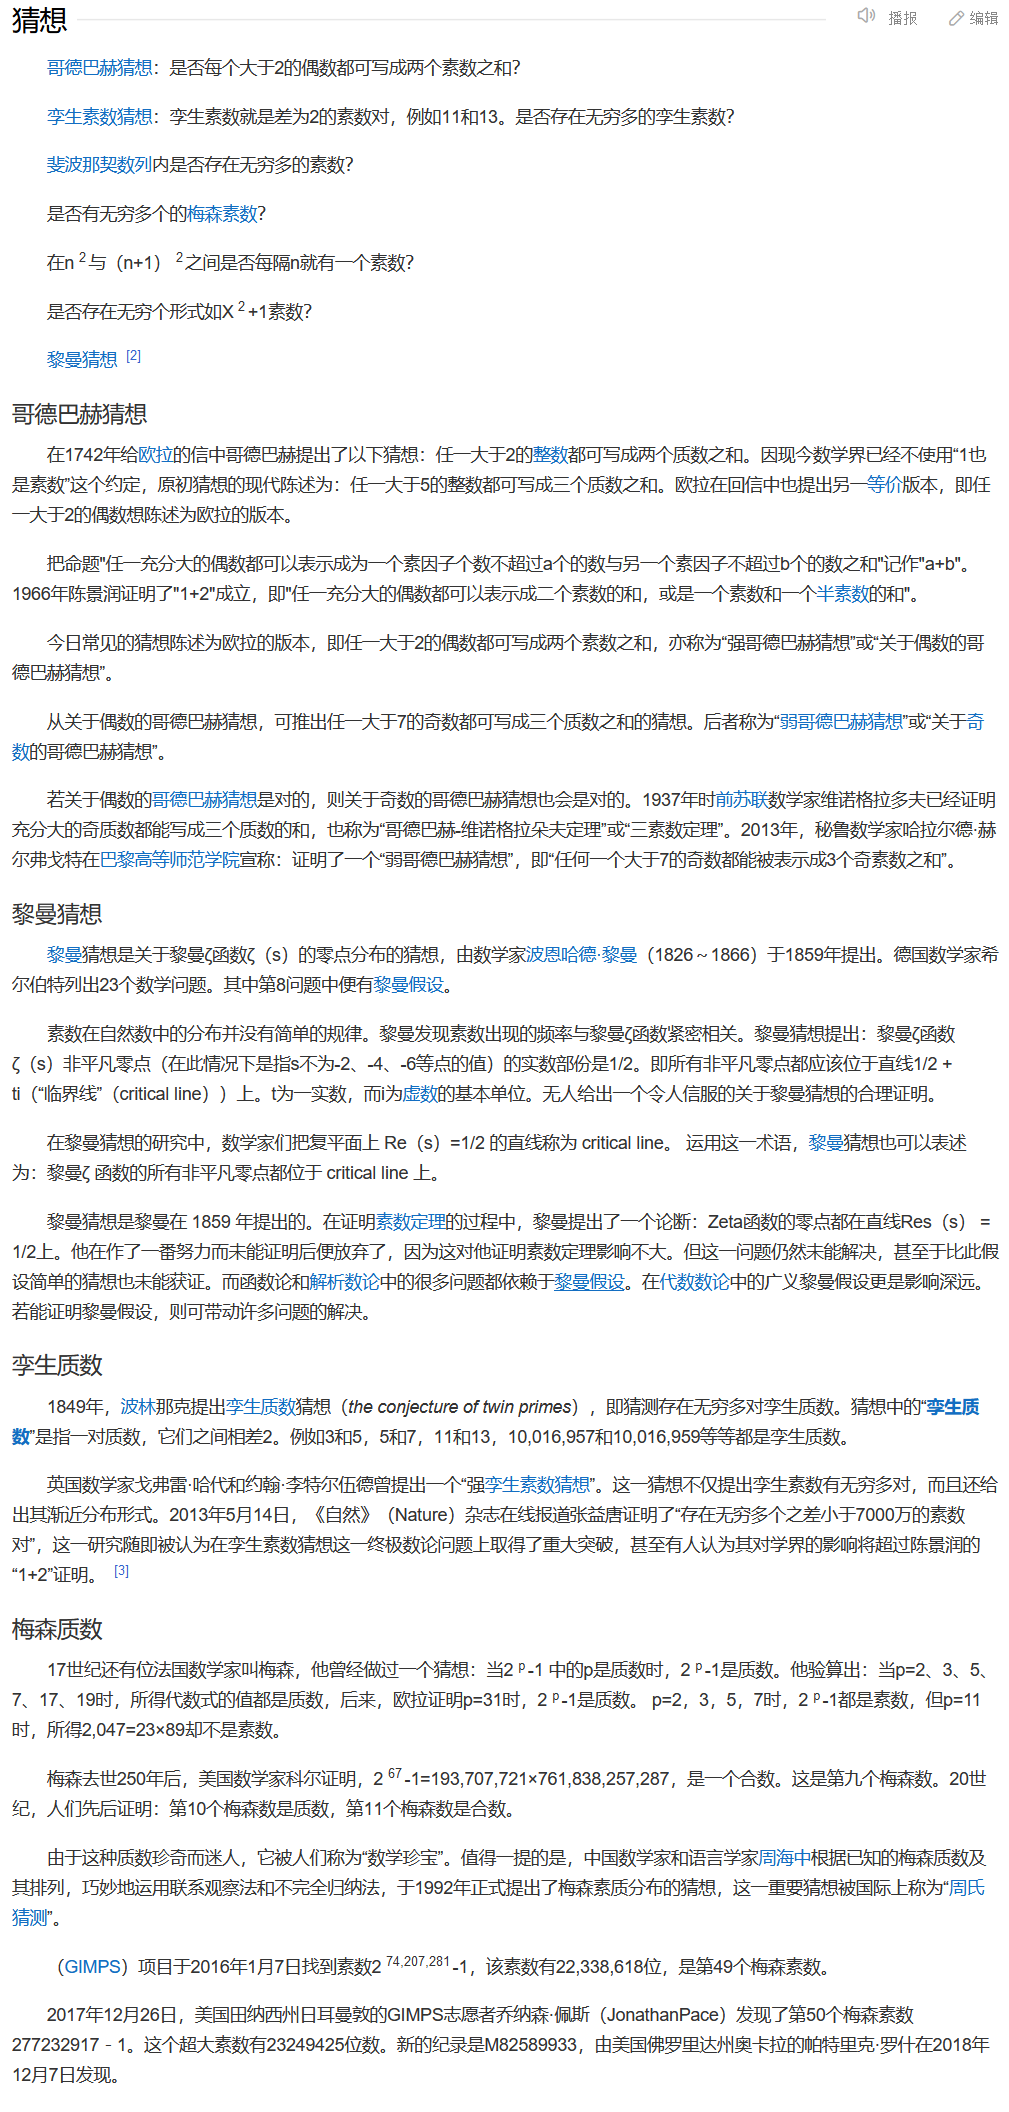 猜想
播报 编辑
哥德巴赫猜想：是否每个大于2的偶数都可写成两个素数之和？
孪生素数猜想：孪生素数就是差为2的素数对，例如11和13。是否存在无穷多的孪生素数？
斐波那契数列内是否存在无穷多的素数？
是否有无穷多个的梅森素数？
在n ² 与（n+1） ² 之间是否每隔n就有一个素数？
是否存在无穷个形式如X ² +1素数？
黎曼猜想 [2]
哥德巴赫猜想
在1742年给欧拉的信中哥德巴赫提出了以下猜想：任一大于2的整数都可写成两个质数之和。因现今数学界已经不使用“1也
是素数”这个约定，原初猜想的现代陈述为：任一大于5的整数都可写成三个质数之和。欧拉在回信中也提出另一等价版本，即任
一大于2的偶数想陈述为欧拉的版本。
把命题"任一充分大的偶数都可以表示成为一个素因子个数不超过a个的数与另一个素因子不超过b个的数之和"记作"a+b"。
1966年陈景润证明了"1+2"成立，即"任一充分大的偶数都可以表示成二个素数的和，或是一个素数和一个半素数的和"。
今日常见的猜想陈述为欧拉的版本，即任一大于2的偶数都可写成两个素数之和，亦称为“强哥德巴赫猜想”或“关于偶数的哥
德巴赫猜想”。
从关于偶数的哥德巴赫猜想，可推出任一大于7的奇数都可写成三个质数之和的猜想。后者称为“弱哥德巴赫猜想”或“关于奇
数的哥德巴赫猜想”。
若关于偶数的哥德巴赫猜想是对的，则关于奇数的哥德巴赫猜想也会是对的。1937年时前苏联数学家维诺格拉多夫已经证明
充分大的奇质数都能写成三个质数的和，也称为“哥德巴赫-维诺格拉朵夫定理”或“三素数定理”。2013年，秘鲁数学家哈拉尔德·赫
尔弗戈特在巴黎高等师范学院宣称：证明了一个“弱哥德巴赫猜想”，即“任何一个大于7的奇数都能被表示成3个奇素数之和”。
黎曼猜想
黎曼猜想是关于黎曼ζ函数ζ（s）的零点分布的猜想，由数学家波恩哈德·黎曼（1826～1866）于1859年提出。德国数学家希
尔伯特列出23个数学问题。其中第8问题中便有黎曼假设。
素数在自然数中的分布并没有简单的规律。黎曼发现素数出现的频率与黎曼ζ函数紧密相关。黎曼猜想提出：黎曼ζ函数
ζ（s）非平凡零点（在此情况下是指s不为-2、-4、-6等点的值）的实数部份是1/2。即所有非平凡零点都应该位于直线1/2 +
ti（“临界线”（critical line））上。t为一实数，而i为虚数的基本单位。无人给出一个令人信服的关于黎曼猜想的合理证明。
在黎曼猜想的研究中，数学家们把复平面上 Re（s）=1/2 的直线称为 critical line。 运用这一术语，黎曼猜想也可以表述
为：黎曼ζ 函数的所有非平凡零点都位于 critical line 上。
黎曼猜想是黎曼在 1859 年提出的。在证明素数定理的过程中，黎曼提出了一个论断：Zeta函数的零点都在直线Res（s） =
1/2上。他在作了一番努力而未能证明后便放弃了，因为这对他证明素数定理影响不大。但这一问题仍然未能解决，甚至于比此假
设简单的猜想也未能获证。而函数论和解析数论中的很多问题都依赖于黎曼假设。在代数数论中的广义黎曼假设更是影响深远。
若能证明黎曼假设，则可带动许多问题的解决。
孪生质数
1849年，波林那克提出孪生质数猜想（the conjecture of twin primes），即猜测存在无穷多对孪生质数。猜想中的“孪生质
数”是指一对质数，它们之间相差2。例如3和5，5和7，11和13，10,016,957和10,016,959等等都是孪生质数。
英国数学家戈弗雷·哈代和约翰·李特尔伍德曾提出一个“强孪生素数猜想”。这一猜想不仅提出孪生素数有无穷多对，而且还给
出其渐近分布形式。2013年5月14日，《自然》（Nature）杂志在线报道张益唐证明了“存在无穷多个之差小于7000万的素数
对”，这一研究随即被认为在孪生素数猜想这一终极数论问题上取得了重大突破，甚至有人认为其对学界的影响将超过陈景润的
“1+2”证明。 [3]
梅森质数
17世纪还有位法国数学家叫梅森，他曾经做过一个猜想：当2 ᵖ -1 中的p是质数时，2 ᵖ -1是质数。他验算出：当p=2、3、5、
7、17、19时，所得代数式的值都是质数，后来，欧拉证明p=31时，2 ᵖ -1是质数。 p=2，3，5，7时，2 ᵖ -1都是素数，但p=11
时，所得2,047=23×89却不是素数。
梅森去世250年后，美国数学家科尔证明，2 ⁶⁷ -1=193,707,721×761,838,257,287，是一个合数。这是第九个梅森数。20世
纪，人们先后证明：第10个梅森数是质数，第11个梅森数是合数。
由于这种质数珍奇而迷人，它被人们称为“数学珍宝”。值得一提的是，中国数学家和语言学家周海中根据已知的梅森质数及
其排列，巧妙地运用联系观察法和不完全归纳法，于1992年正式提出了梅森素质分布的猜想，这一重要猜想被国际上称为“周氏
猜测”。
（GIMPS）项目于2016年1月7日找到素数2 74,207,281 -1，该素数有22,338,618位，是第49个梅森素数。
2017年12月26日，美国田纳西州日耳曼敦的GIMPS志愿者乔纳森·佩斯（JonathanPace）发现了第50个梅森素数
277232917 - 1。这个超大素数有23249425位数。新的纪录是M82589933，由美国佛罗里达州奥卡拉的帕特里克·罗什在2018年
12月7日发现。